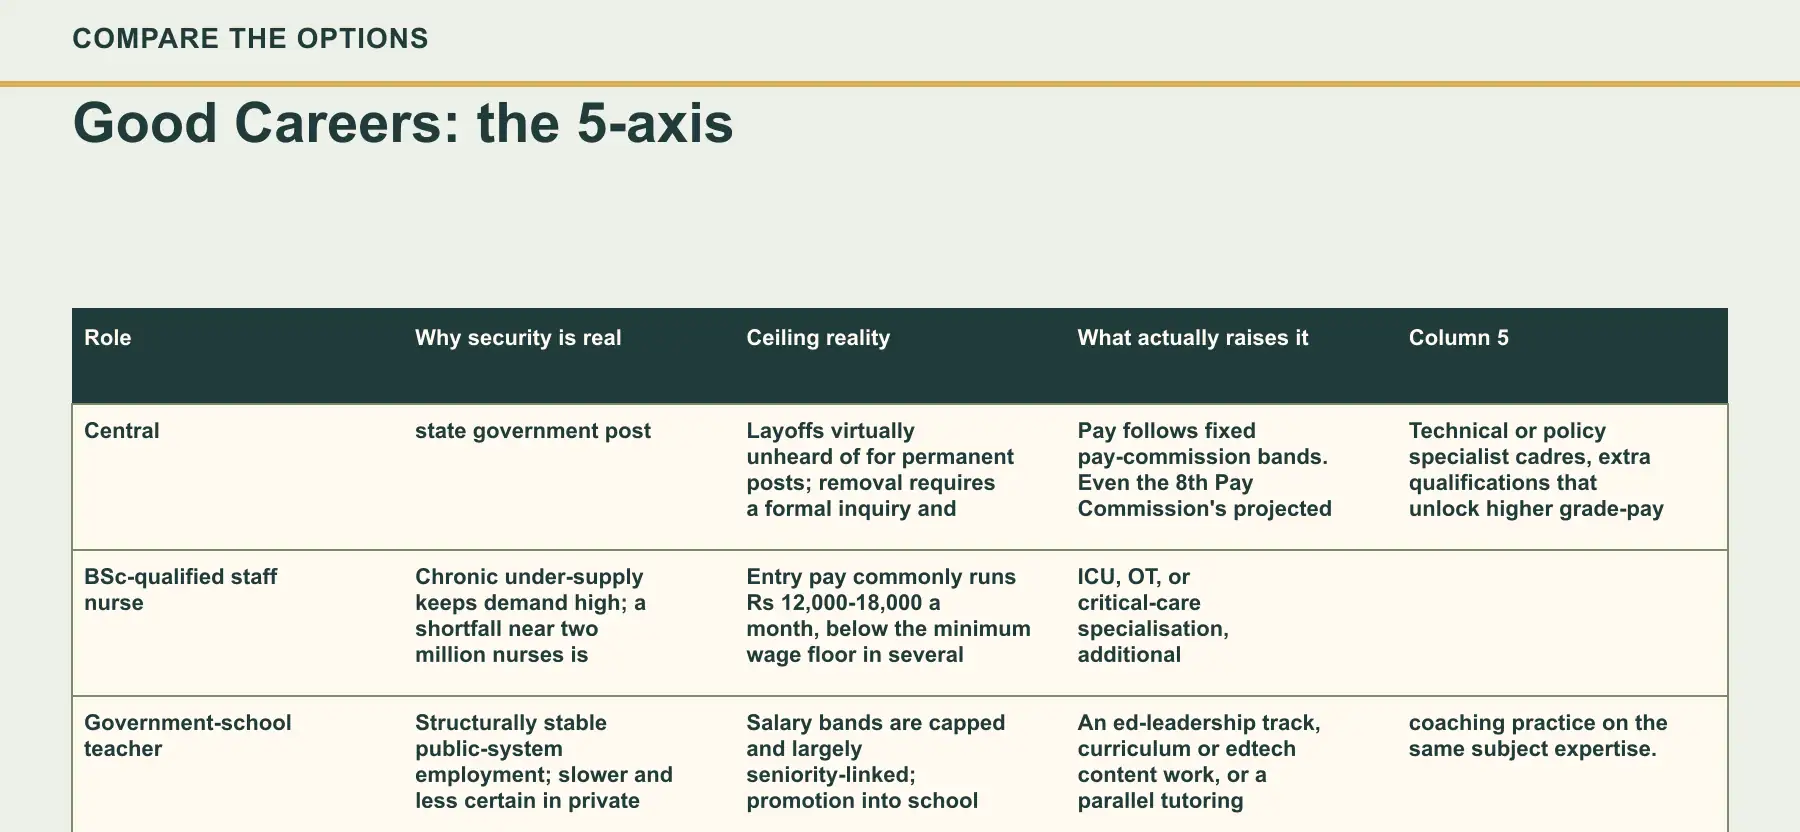 COMPARE THE OPTIONS
Good Careers: the 5-axis
Role
Why security is real
Ceiling reality
What actually raises it
Column 5
Central
state government post
Layoffs virtually
unheard of for permanent
posts; removal requires
a formal inquiry and
Pay follows fixed
pay-commission bands.
Even the 8th Pay
Commission's projected
Technical or policy
specialist cadres, extra
qualifications that
unlock higher grade-pay
BSc-qualified staff
nurse
Chronic under-supply
keeps demand high; a
shortfall near two
million nurses is
Entry pay commonly runs
Rs 12,000-18,000 a
month, below the minimum
wage floor in several
ICU, OT, or
critical-care
specialisation,
additional
Government-school
teacher
Structurally stable
public-system
employment; slower and
less certain in private
Salary bands are capped
and largely
seniority-linked;
promotion into school
An ed-leadership track,
curriculum or edtech
content work, or a
parallel tutoring
coaching practice on the
same subject expertise.